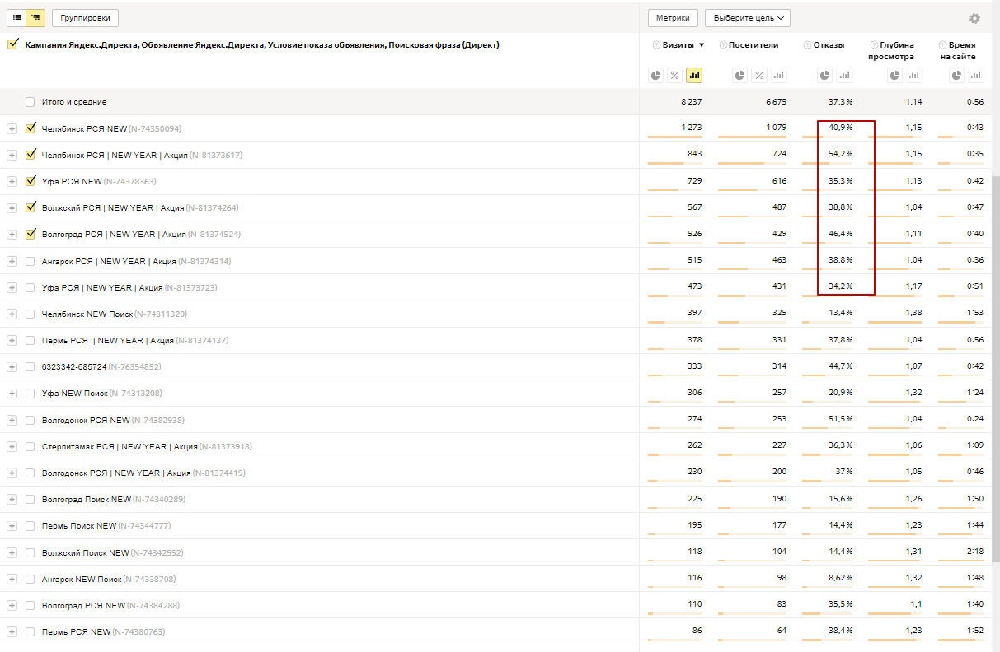 Группировки Метрики Выберите цель
Кампания Яндекс.Директа, Объявление Яндекс.Директа, Условие показа объявления, Поисковая фраза (Директ) Визиты ▼ Посетители Отказы Глубина просмотра Время на сайте
Итого и средние 8 237 6 675 37,3 % 1,14 0:56
Челябинск РСЯ NEW (N-74350094) 1 273 1 079 40,9 % 1,15 0:43
Челябинск РСЯ | NEW YEAR | Акция (N-81373617) 843 724 54,2 % 1,15 0:35
Уфа РСЯ NEW (N-74378363) 729 616 35,3 % 1,13 0:42
Волжский РСЯ | NEW YEAR | Акция (N-81374264) 567 487 38,8 % 1,04 0:47
Волгоград РСЯ | NEW YEAR | Акция (N-81374524) 526 429 46,4 % 1,11 0:40
Ангарск РСЯ | NEW YEAR | Акция (N-81374314) 515 463 38,8 % 1,04 0:36
Уфа РСЯ | NEW YEAR | Акция (N-81373723) 473 431 34,2 % 1,17 0:51
Челябинск NEW Поиск (N-74311320) 397 325 13,4 % 1,38 1:53
Пермь РСЯ | NEW YEAR | Акция (N-81374137) 378 331 37,8 % 1,04 0:56
6323342-685724 (N-76354852) 333 314 44,7 % 1,07 0:42
Уфа NEW Поиск (N-74313208) 306 257 20,9 % 1,32 1:24
Волгодонск РСЯ NEW (N-74382938) 274 253 51,5 % 1,04 0:24
Стерлитамак РСЯ | NEW YEAR | Акция (N-81373918) 262 227 36,3 % 1,06 1:09
Волгодонск РСЯ | NEW YEAR | Акция (N-81374419) 230 200 37 % 1,05 0:46
Волгоград Поиск NEW (N-74340289) 225 190 15,6 % 1,26 1:50
Пермь Поиск NEW (N-74344777) 195 177 14,4 % 1,23 1:44
Волжский Поиск NEW (N-74342552) 118 104 14,4 % 1,31 2:18
Ангарск NEW Поиск (N-74338708) 116 98 8,62 % 1,32 1:48
Волгоград РСЯ NEW (N-74384288) 110 83 35,5 % 1,1 1:40
Пермь РСЯ NEW (N-74380763) 86 64 38,4 % 1,23 1:52